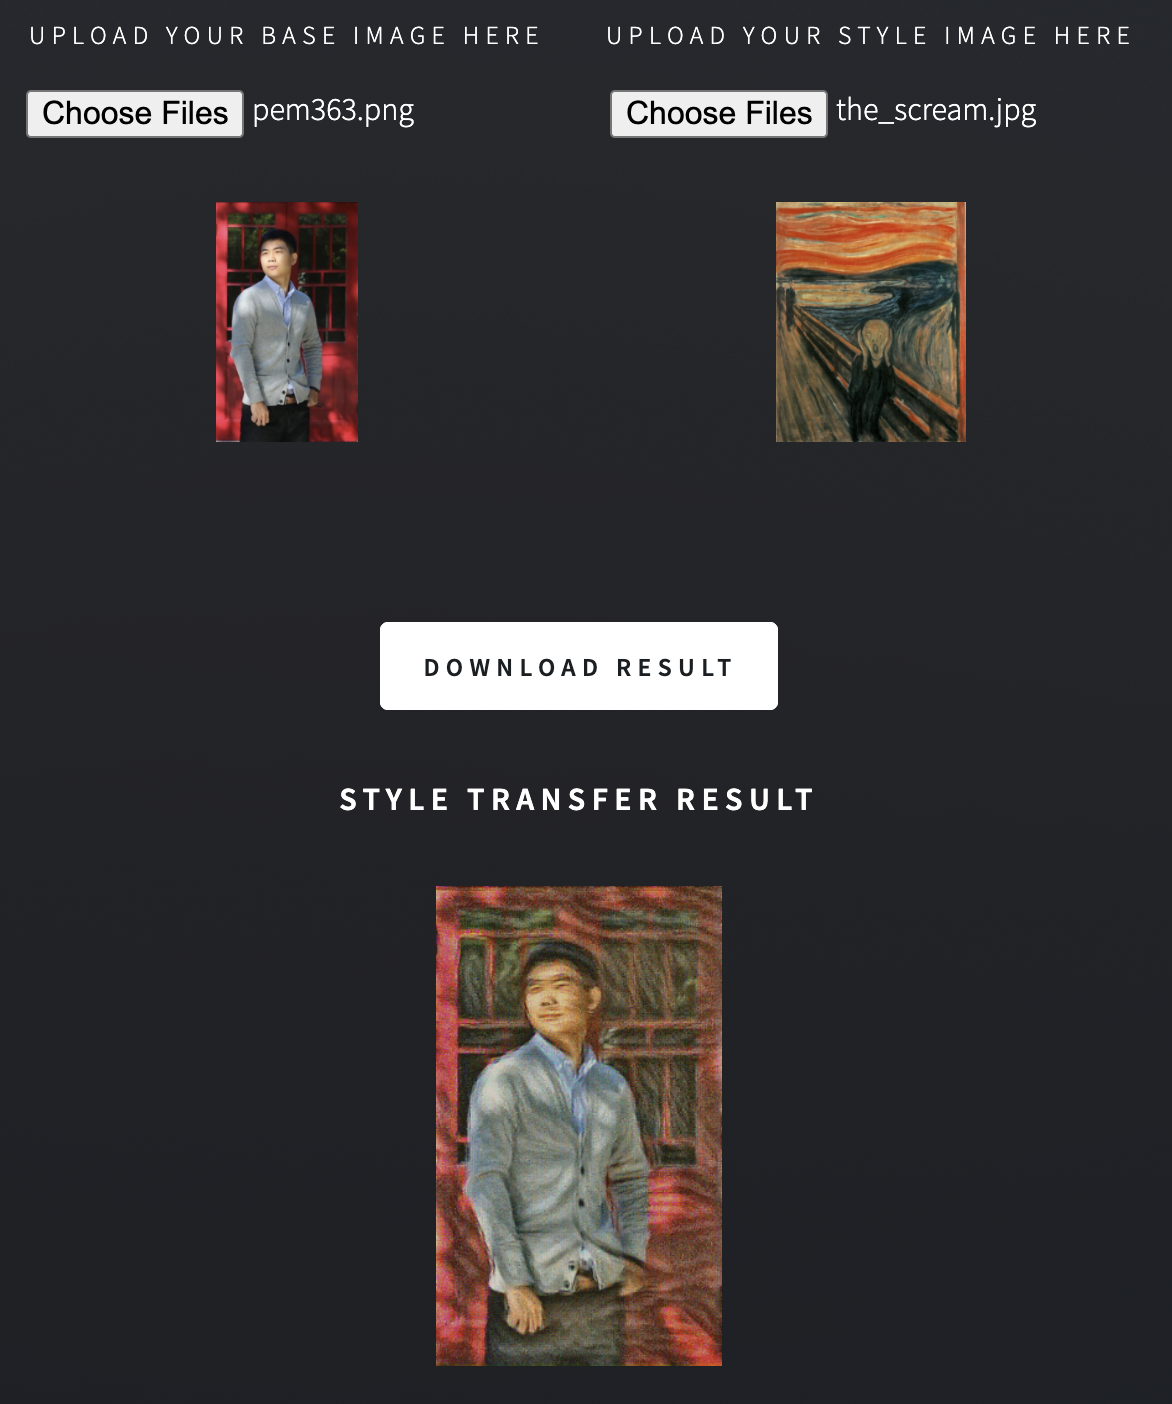 UPLOAD YOUR BASE IMAGE HERE
UPLOAD YOUR STYLE IMAGE HERE
Choose Files pem363.png
Choose Files the_scream.jpg
DOWNLOAD RESULT
STYLE TRANSFER RESULT